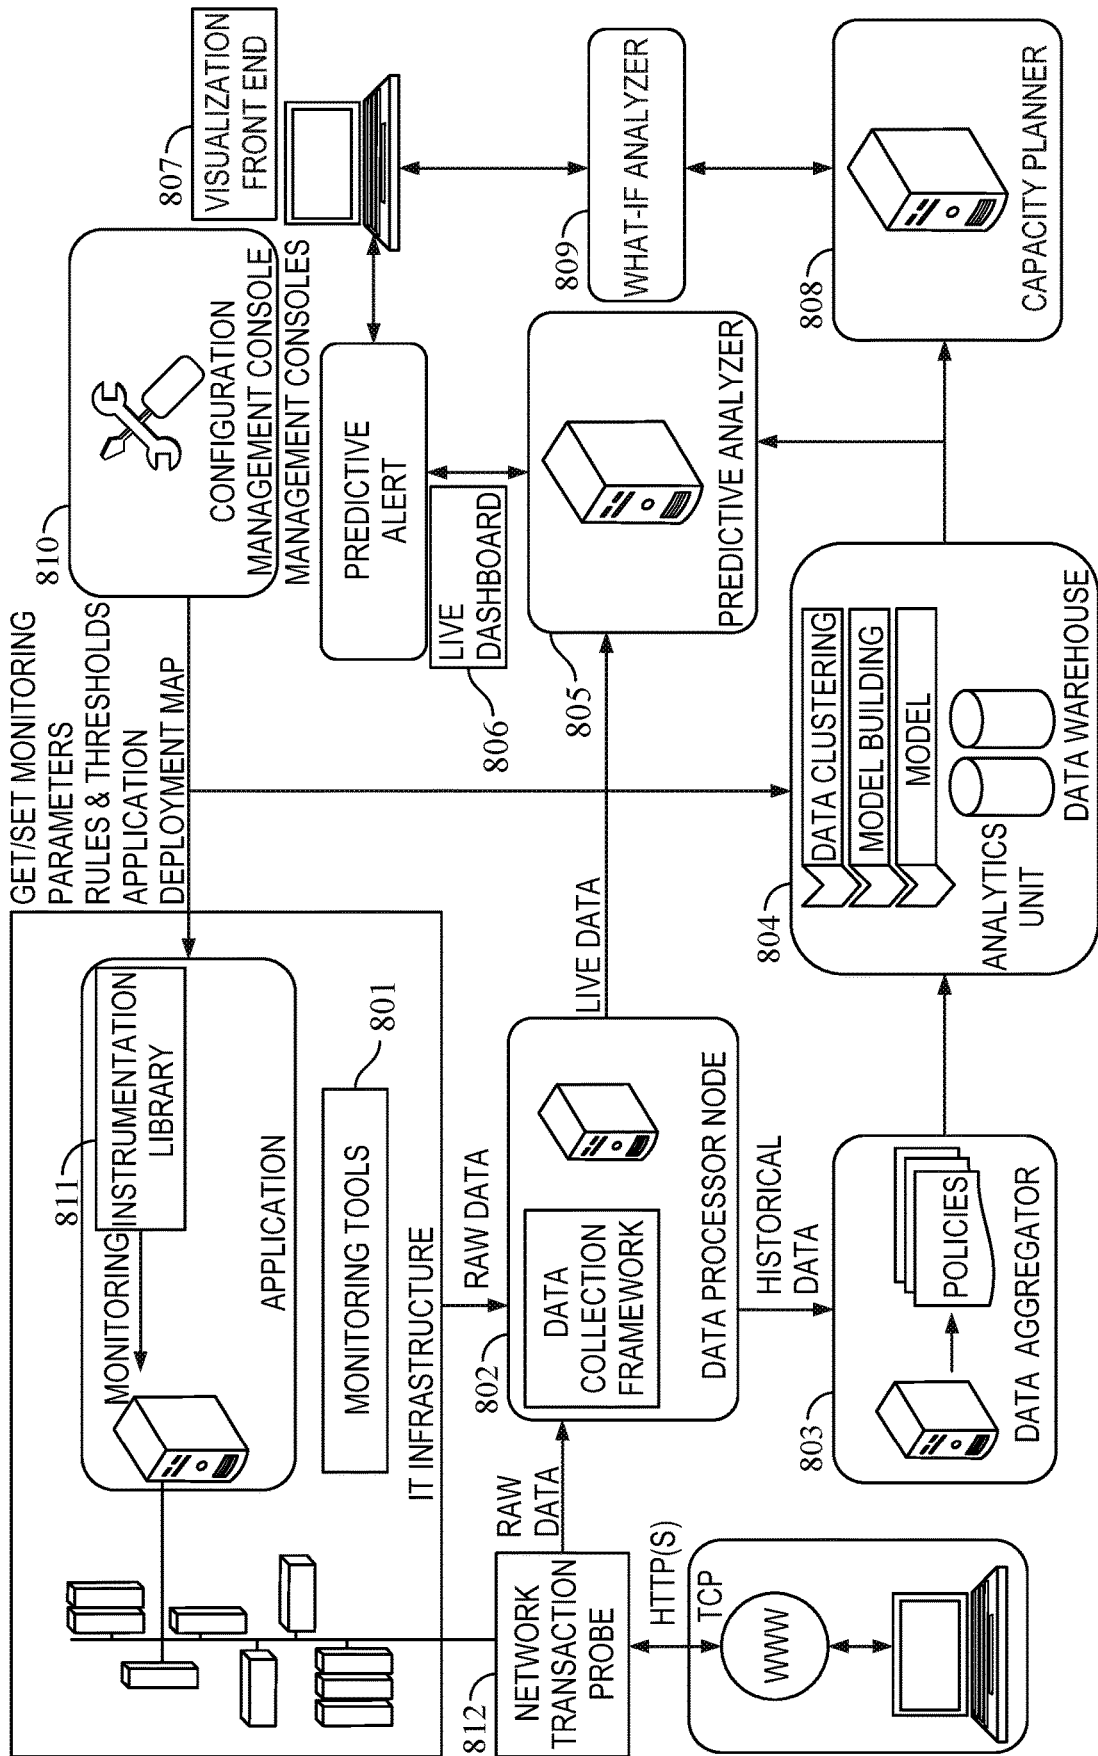 GET/SET MONITORING
PARAMETERS
RULES & THRESHOLDS
APPLICATION
DEPLOYMENT MAP
810
CONFIGURATION
MANAGEMENT CONSOLE
MANAGEMENT CONSOLES
807
VISUALIZATION
FRONT END
811
MONITORING
INSTRUMENTATION
LIBRARY
APPLICATION
MONITORING TOOLS
801
IT INFRASTRUCTURE
PREDICTIVE
ALERT
LIVE
DASHBOARD
806
RAW DATA
812
NETWORK
TRANSACTION
PROBE
RAW
DATA
802
DATA
COLLECTION
FRAMEWORK
DATA PROCESSOR NODE
LIVE DATA
805
PREDICTIVE ANALYZER
809
WHAT-IF ANALYZER
HTTP(S)
TCP
WWW
HISTORICAL
DATA
803
POLICIES
DATA AGGREGATOR
804
DATA CLUSTERING
MODEL BUILDING
MODEL
ANALYTICS
UNIT
DATA WAREHOUSE
808
CAPACITY PLANNER